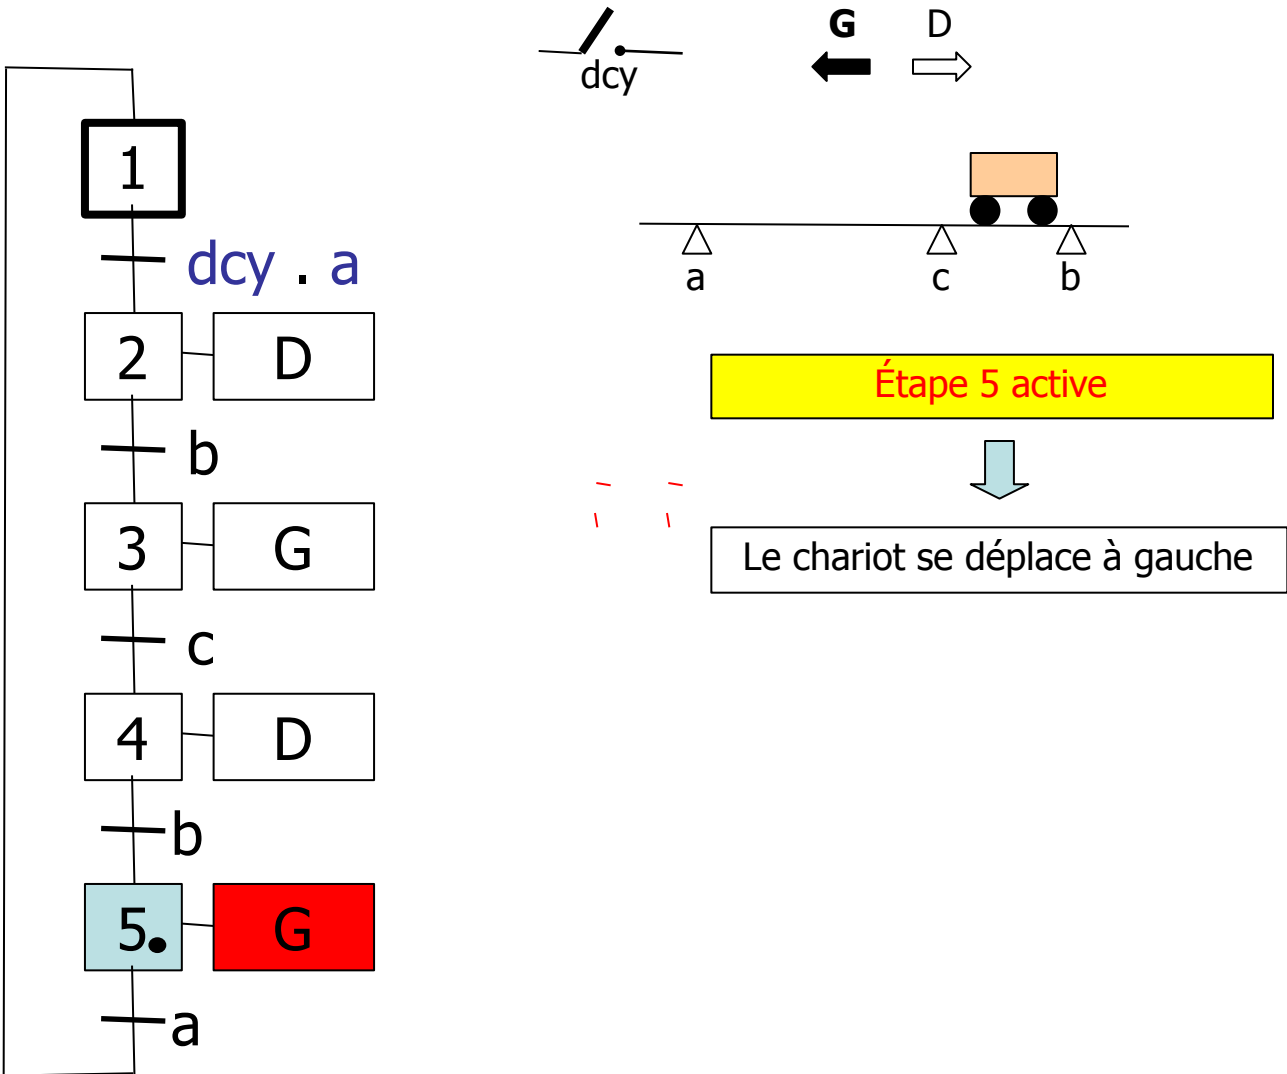 dcy
G D
1
dcy . a
a c b
2 D
Étape 5 active
b
3 G
Le chariot se déplace à gauche
c
4 D
b
5. G
a